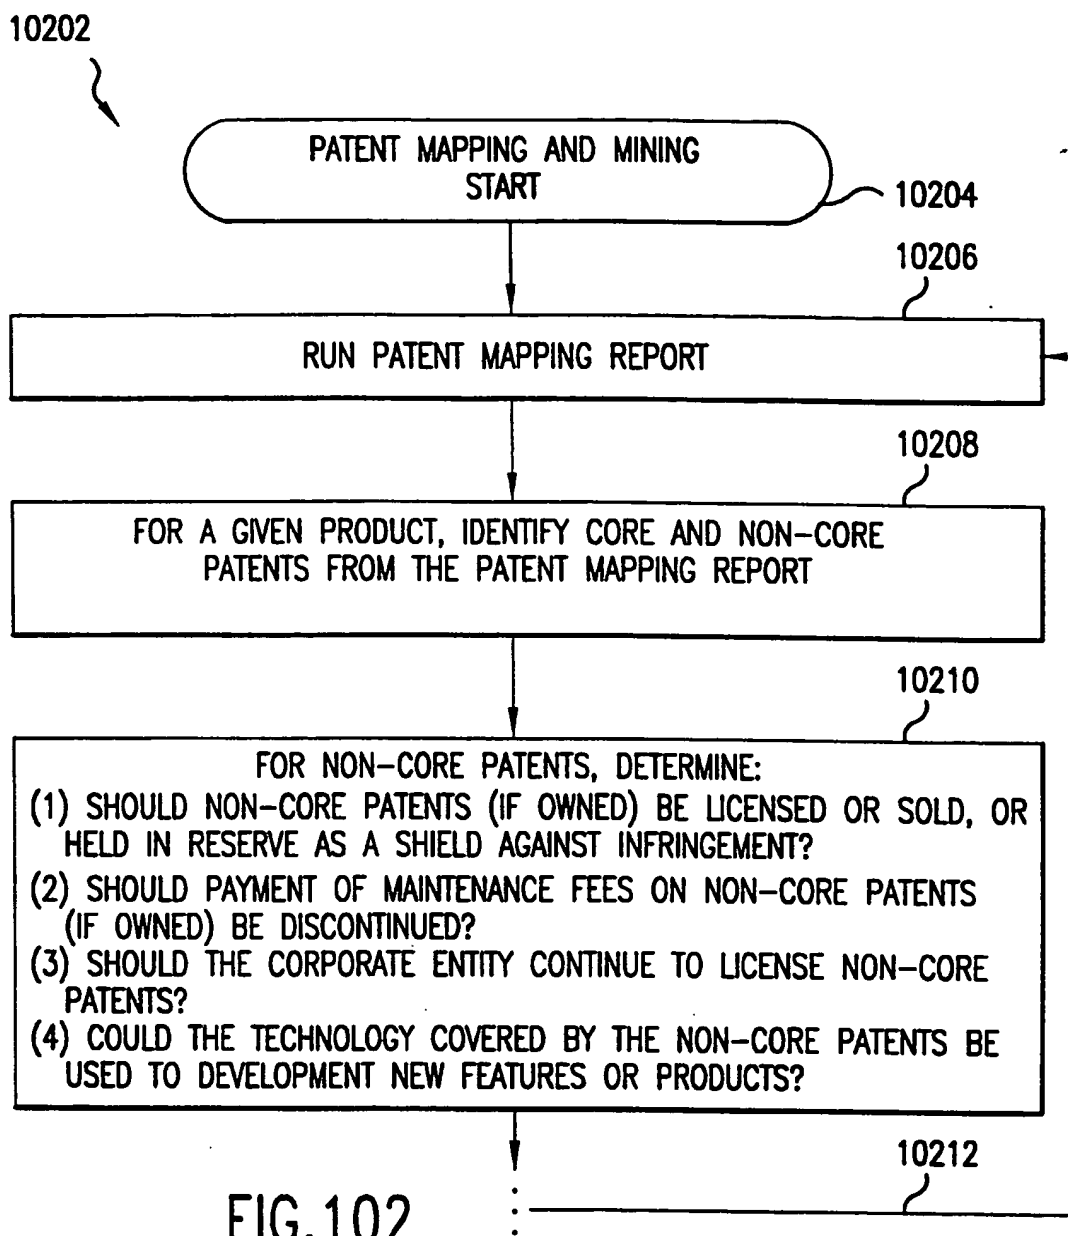 10202
PATENT MAPPING AND MINING
START
10204
10206
RUN PATENT MAPPING REPORT
10208
FOR A GIVEN PRODUCT, IDENTIFY CORE AND NON-CORE
PATENTS FROM THE PATENT MAPPING REPORT
10210
FOR NON-CORE PATENTS, DETERMINE:
(1) SHOULD NON-CORE PATENTS (IF OWNED) BE LICENSED OR SOLD, OR
HELD IN RESERVE AS A SHIELD AGAINST INFRINGEMENT?
(2) SHOULD PAYMENT OF MAINTENANCE FEES ON NON-CORE PATENTS
(IF OWNED) BE DISCONTINUED?
(3) SHOULD THE CORPORATE ENTITY CONTINUE TO LICENSE NON-CORE
PATENTS?
(4) COULD THE TECHNOLOGY COVERED BY THE NON-CORE PATENTS BE
USED TO DEVELOPMENT NEW FEATURES OR PRODUCTS?
10212
FIG.102